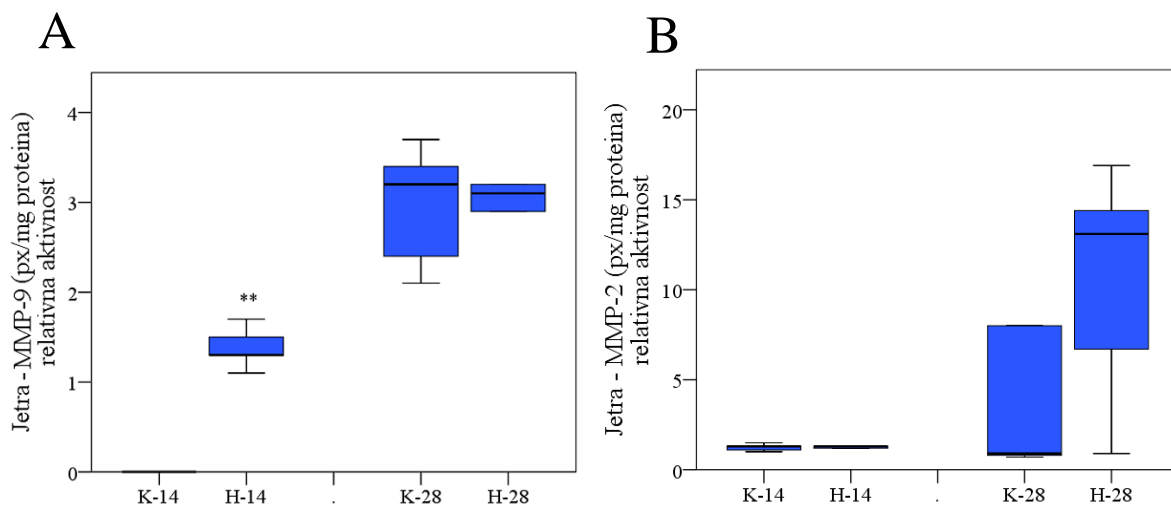 A
Jetra - MMP-9 (px/mg proteina)
relativna aktivnost
4
3
2
1
0
**
K-14 H-14 . K-28 H-28
B
Jetra - MMP-2 (px/mg proteina)
relativna aktivnost
20
15
10
5
0
K-14 H-14 . K-28 H-28